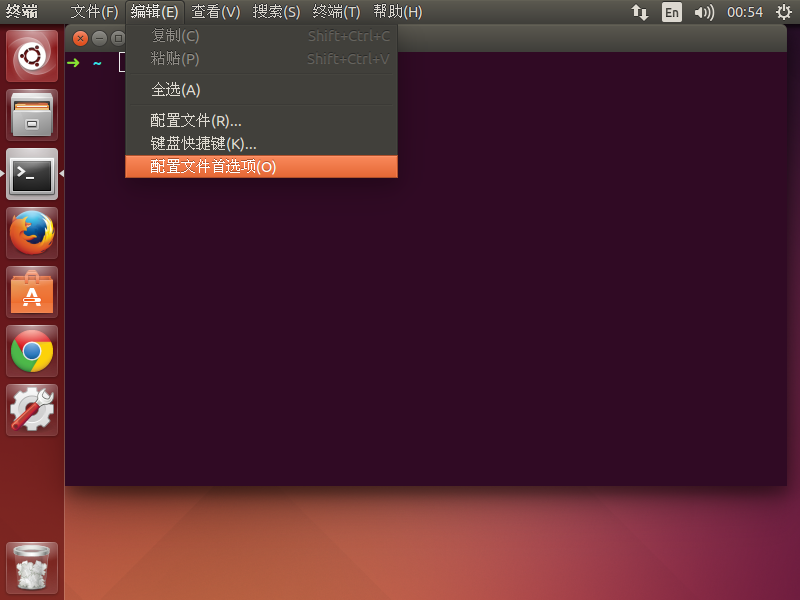 终端 文件(F) 编辑(E) 查看(V) 搜索(S) 终端(T) 帮助(H) En 00:54
复制(C) Shift+Ctrl+C
粘贴(P) Shift+Ctrl+V
➜ ~
全选(A)
配置文件(R)...
键盘快捷键(K)...
配置文件首选项(O)